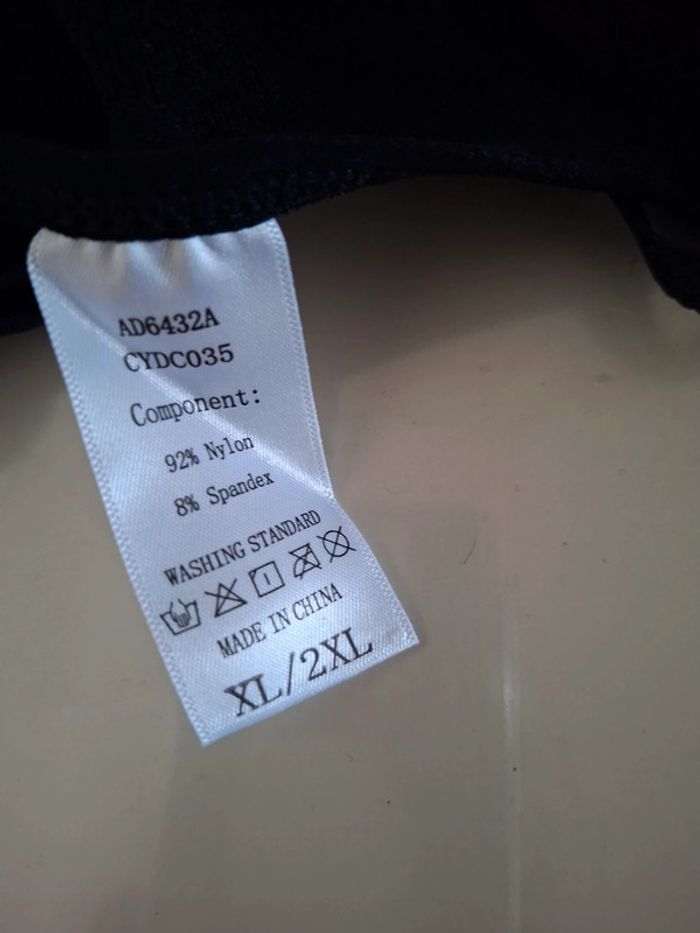 AD6432A
CYDC035
Component:
92% Nylon
8% Spandex
WASHING STANDARD
MADE IN CHINA
XL/2XL